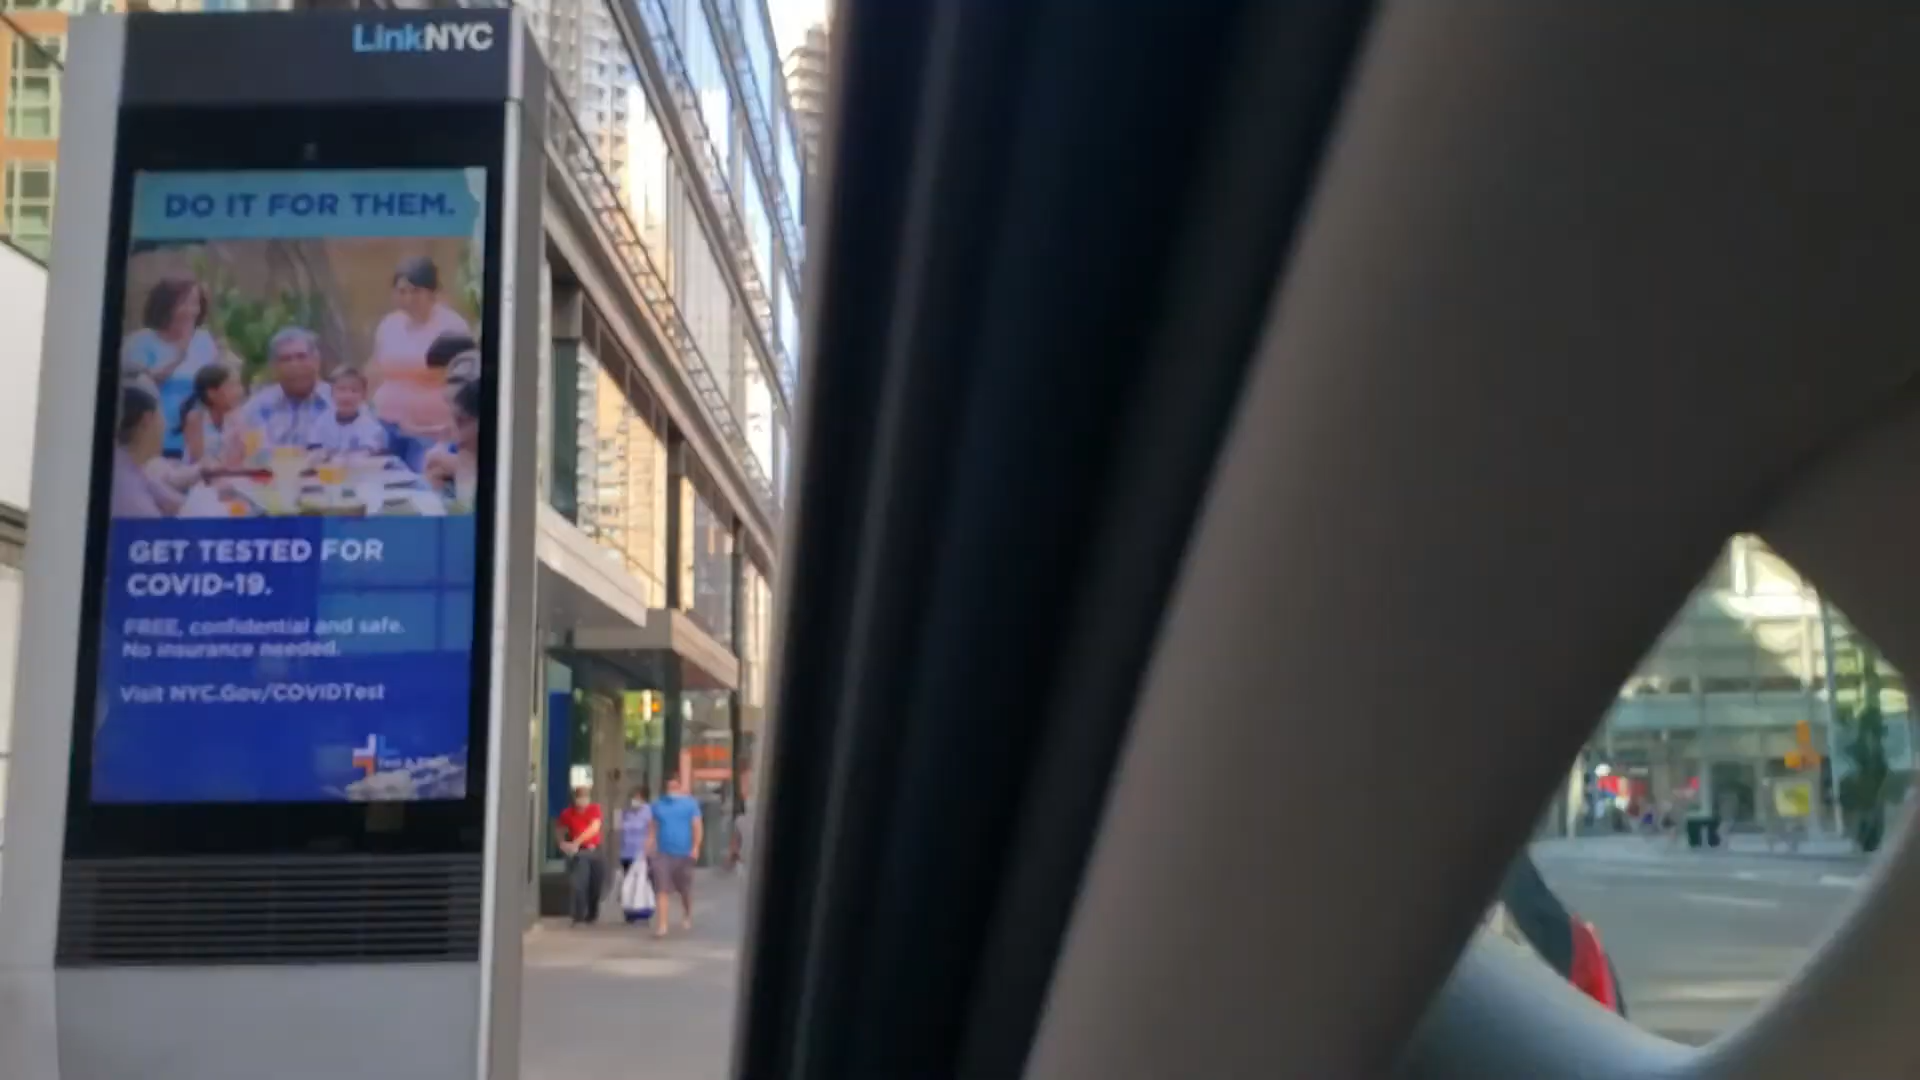 LinkNYC
DO IT FOR THEM.
GET TESTED FOR
COVID-19.
FREE, confidential and safe.
No insurance needed.
Visit NYC.Gov/COVIDTest